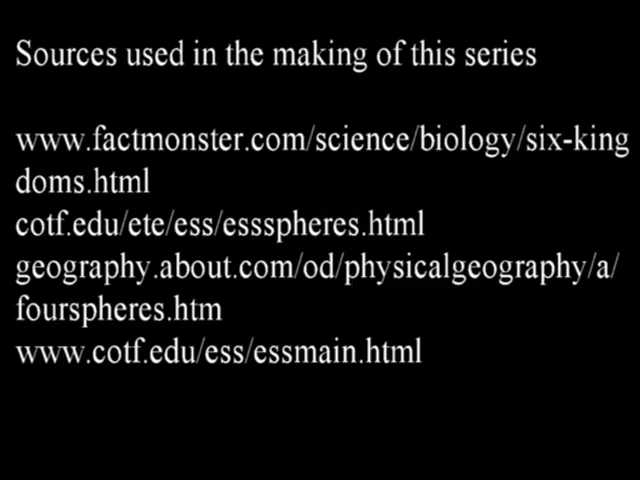 Sources used in the making of this series
www.factmonster.com/science/biology/six-king
doms.html
cotf.edu/ete/ess/essspheres.html
geography.about.com/od/physicalgeography/a/
fourspheres.htm
www.cotf.edu/ess/essmain.html